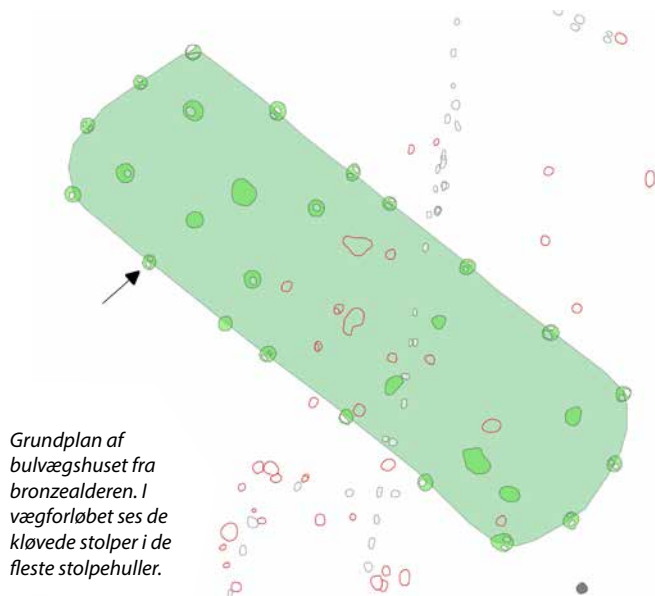 Grundplan af
bulvægshuset fra
bronzealderen. I
vægforløbet ses de
kløvede stolper i de
fleste stolpehuller.